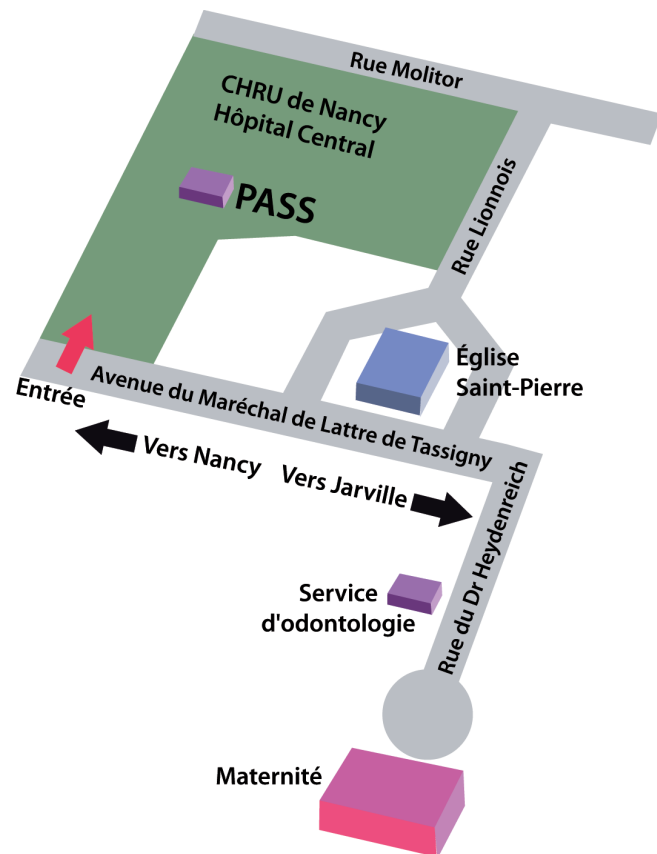 Rue Molitor
CHRU de Nancy
Hôpital Central
PASS
Rue Lionnois
Église
Saint-Pierre
Entrée
Avenue du Maréchal de Lattre de Tassigny
Vers Nancy
Vers Jarville
Rue du Dr Heydenreich
Service
d'odontologie
Maternité